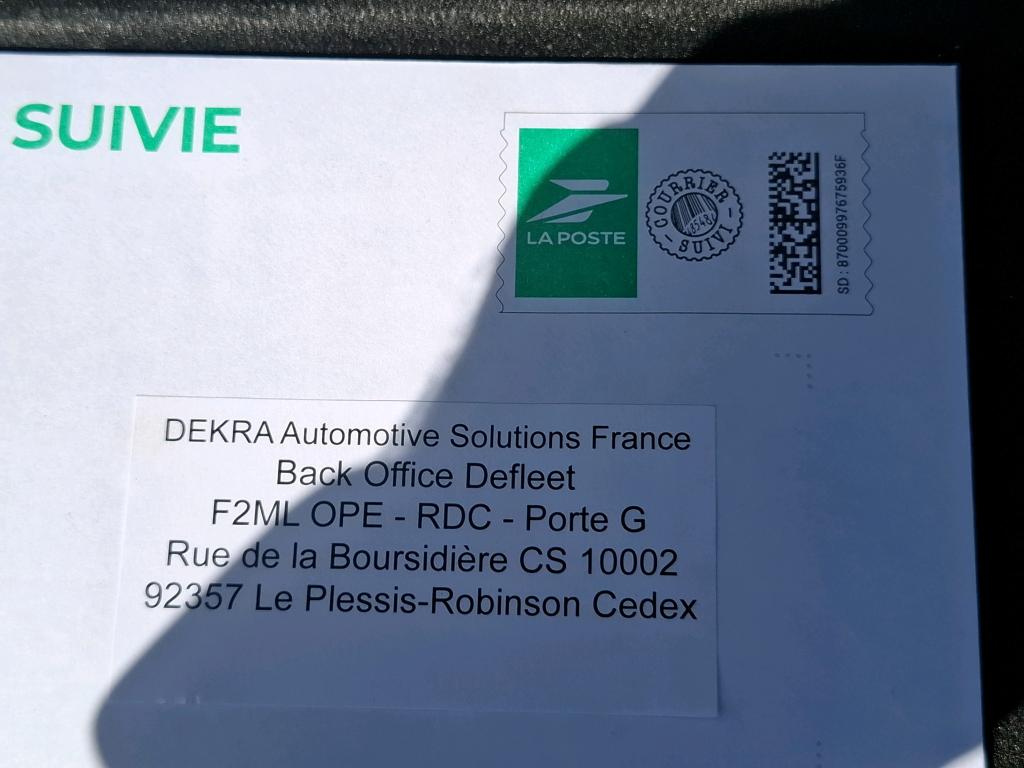 SUIVIE
LA POSTE
COURRIER
SUIVI
SD : 87000997675936F
DEKRA Automotive Solutions France
Back Office Defleet
F2ML OPE - RDC - Porte G
Rue de la Boursidière CS 10002
92357 Le Plessis-Robinson Cedex